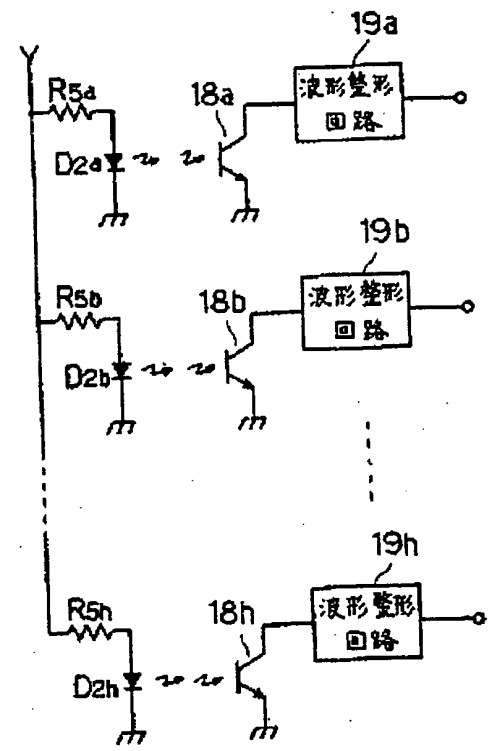 19a
R5a
18a
波形整形
回路
D2a
19b
R5b
18b
波形整形
回路
D2b
19h
R5h
18h
波形整形
回路
D2h